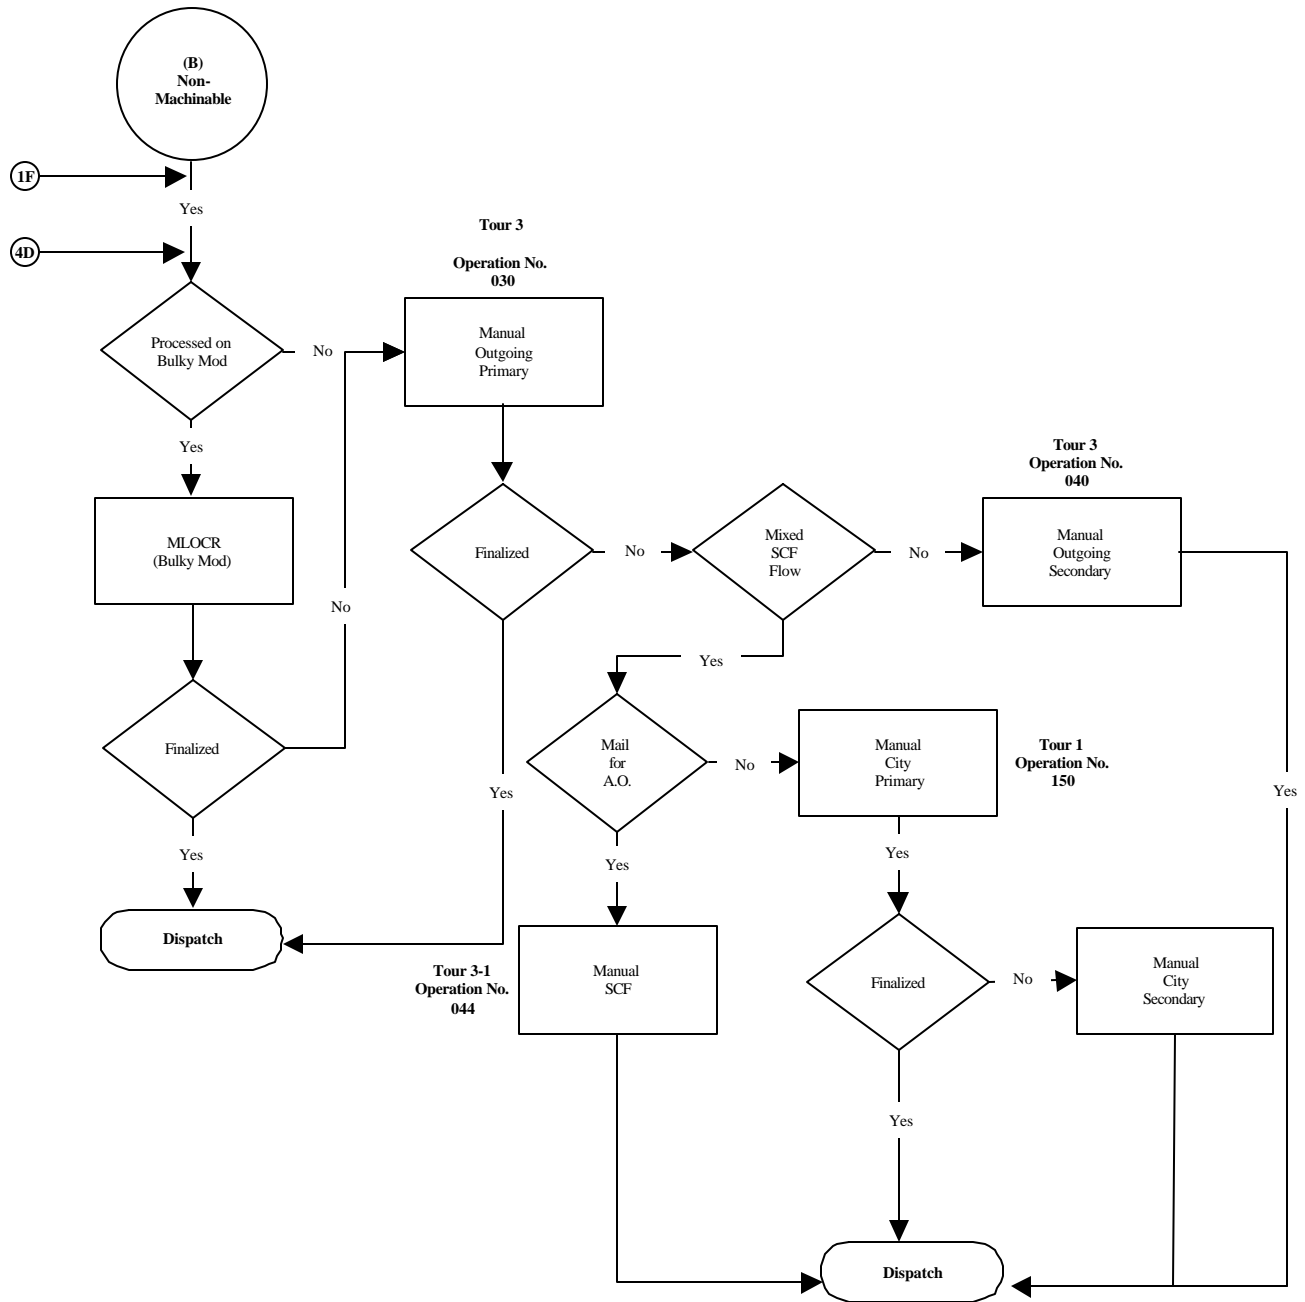 (B)
Non-
Machinable
1F
Yes
4D
Tour 3
Operation No.
030
Processed on
Bulky Mod
No
Manual
Outgoing
Primary
Yes
MLOCR
(Bulky Mod)
No
Finalized
Yes
Dispatch
Finalized
No
Yes
Mixed
SCF
Flow
No
Yes
Tour 3
Operation No.
040
Manual
Outgoing
Secondary
Yes
Mail
for
A.O.
No
Yes
Manual
City
Primary
Tour 1
Operation No.
150
Yes
Tour 3-1
Operation No.
044
Manual
SCF
Finalized
No
Manual
City
Secondary
Yes
Dispatch